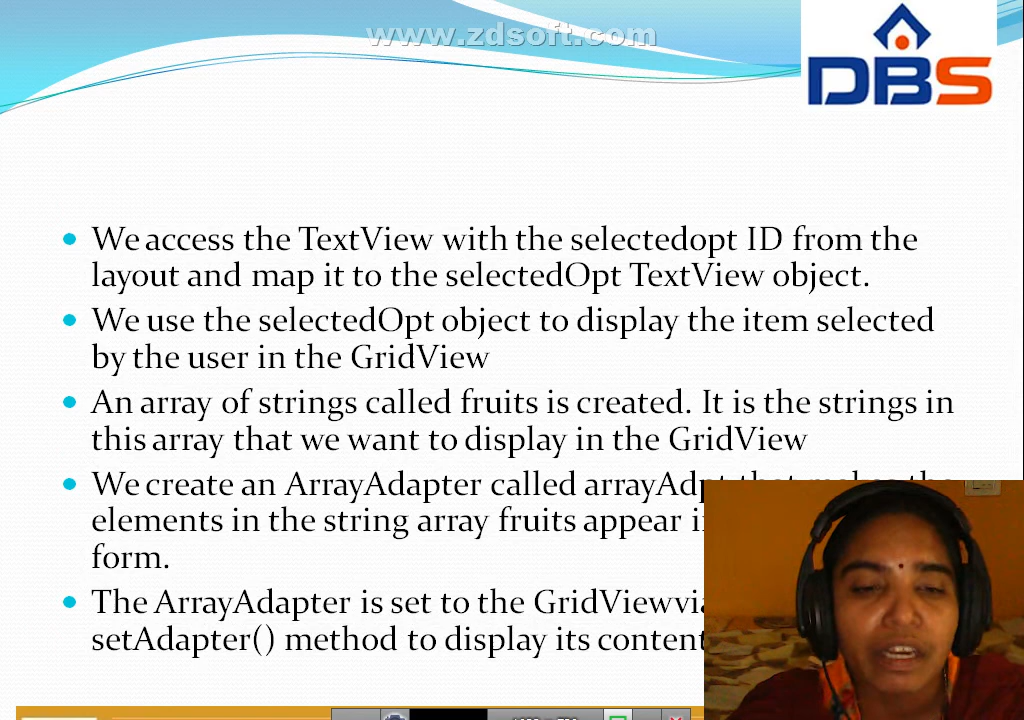 www.zdsoft.com
DBS
We access the TextView with the selectedopt ID from the
layout and map it to the selectedOpt TextView object.
We use the selectedOpt object to display the item selected
by the user in the GridView
An array of strings called fruits is created. It is the strings in
this array that we want to display in the GridView
We create an ArrayAdapter called arrayAdpt that makes the
elements in the string array fruits appear
form.
The ArrayAdapter is set to the GridViewvia
setAdapter() method to display its content